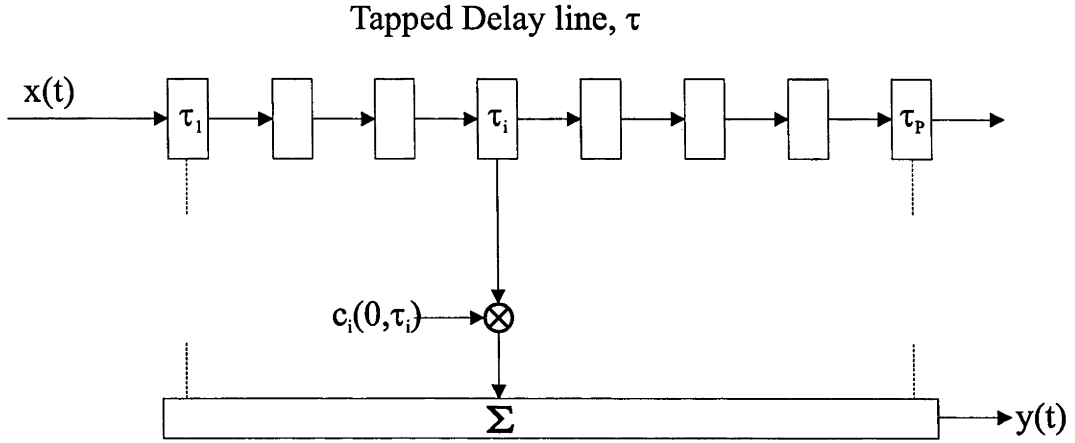 Tapped Delay line, τ
x(t)
τ₁
τᵢ
τₚ
cᵢ(0,τᵢ)
Σ
y(t)